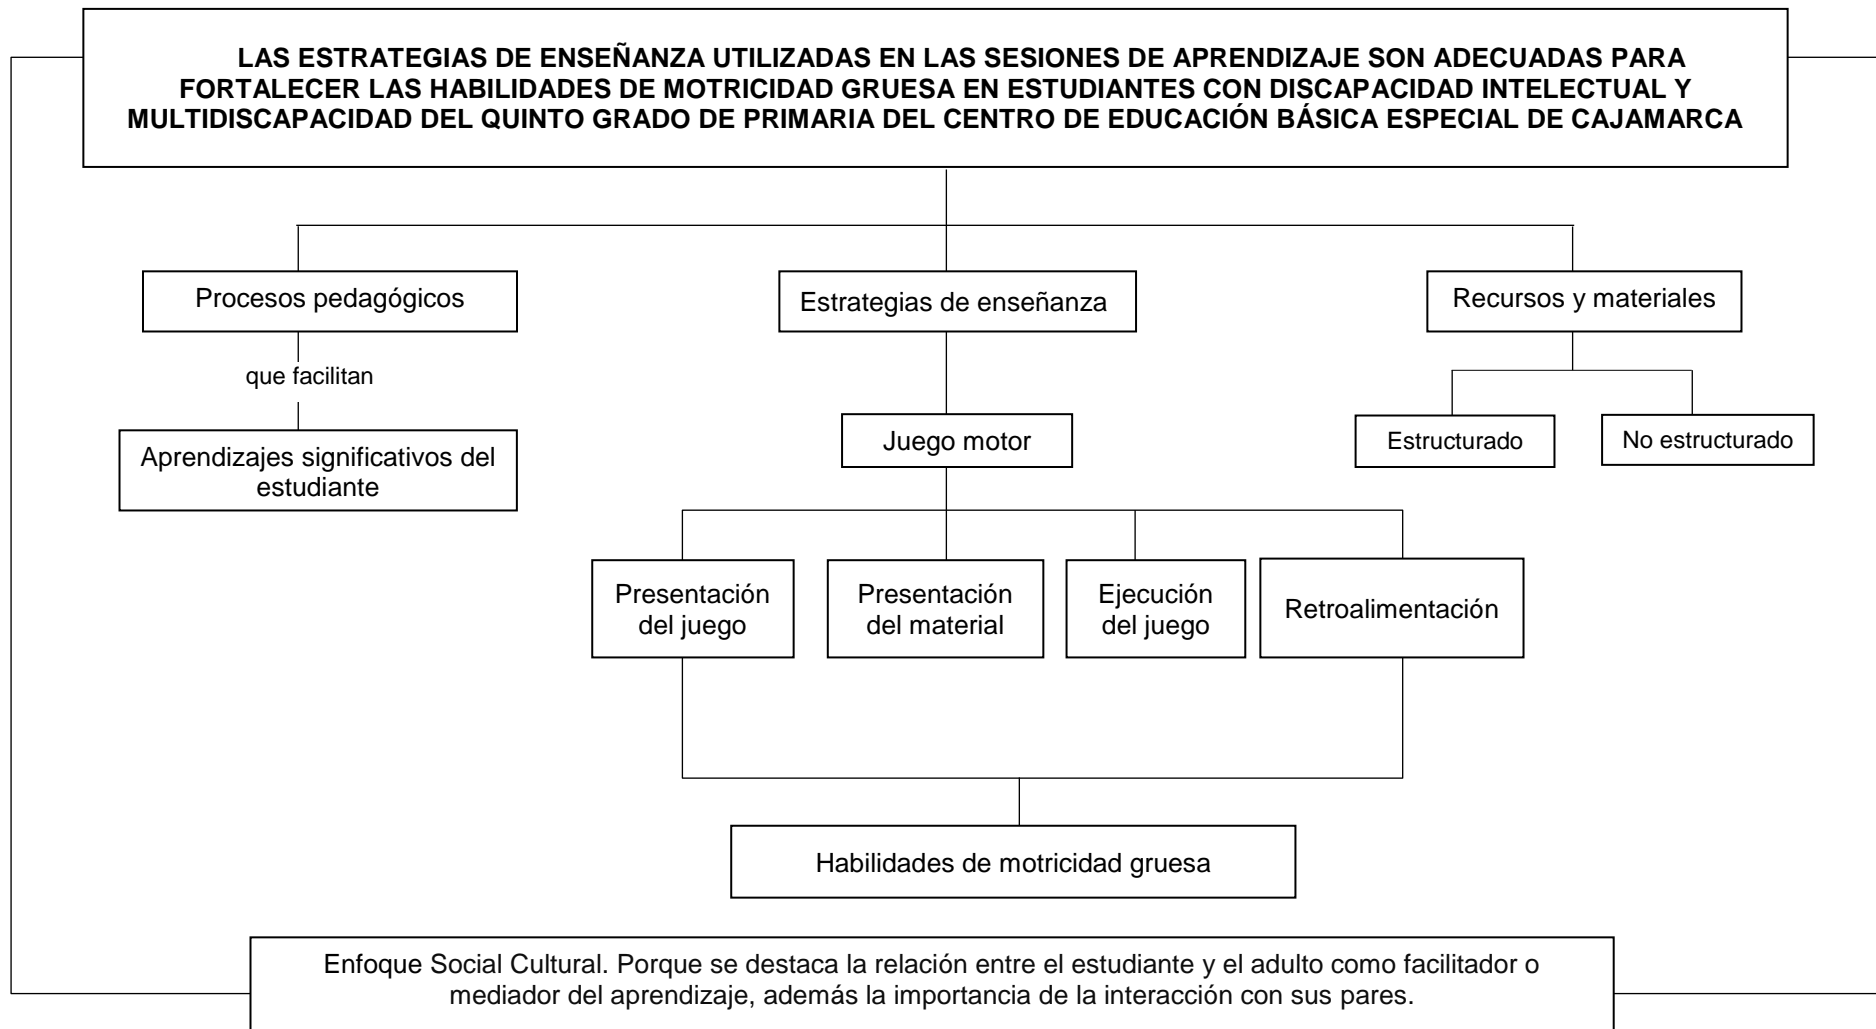 LAS ESTRATEGIAS DE ENSEÑANZA UTILIZADAS EN LAS SESIONES DE APRENDIZAJE SON ADECUADAS PARA
FORTALECER LAS HABILIDADES DE MOTRICIDAD GRUESA EN ESTUDIANTES CON DISCAPACIDAD INTELECTUAL Y
MULTIDISCAPACIDAD DEL QUINTO GRADO DE PRIMARIA DEL CENTRO DE EDUCACIÓN BÁSICA ESPECIAL DE CAJAMARCA
Procesos pedagógicos
Estrategias de enseñanza
Recursos y materiales
que facilitan
Aprendizajes significativos del
estudiante
Juego motor
Estructurado
No estructurado
Presentación
del juego
Presentación
del material
Ejecución
del juego
Retroalimentación
Habilidades de motricidad gruesa
Enfoque Social Cultural. Porque se destaca la relación entre el estudiante y el adulto como facilitador o
mediador del aprendizaje, además la importancia de la interacción con sus pares.